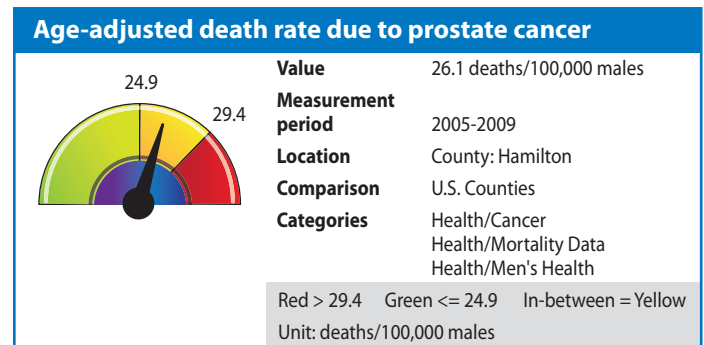 Age-adjusted death rate due to prostate cancer
24.9
29.4
Value 26.1 deaths/100,000 males
Measurement
period 2005-2009
Location County: Hamilton
Comparison U.S. Counties
Categories Health/Cancer
Health/Mortality Data
Health/Men's Health
Red > 29.4 Green <= 24.9 In-between = Yellow
Unit: deaths/100,000 males